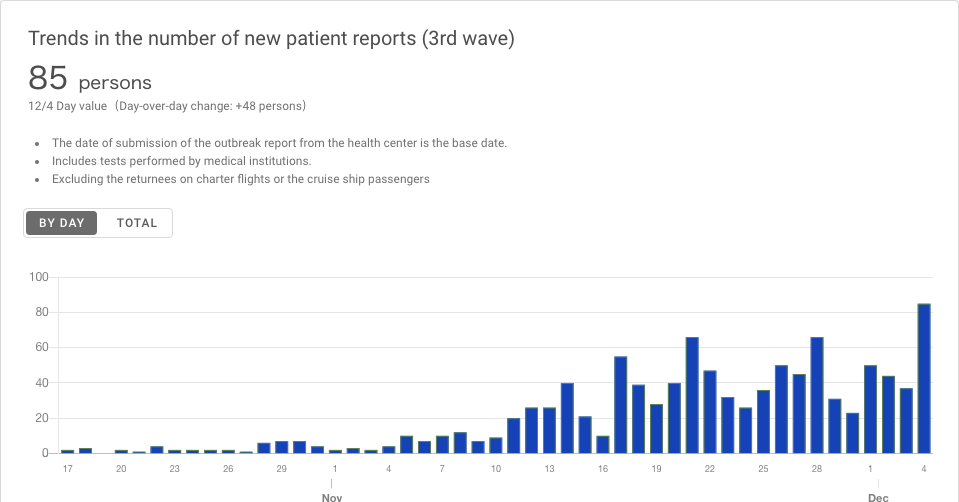 Trends in the number of new patient reports (3rd wave)
85 persons
12/4 Day value (Day-over-day change: +48 persons)
• The date of submission of the outbreak report from the health center is the base date.
• Includes tests performed by medical institutions.
• Excluding the returnees on charter flights or the cruise ship passengers
BY DAY TOTAL
100
80
60
40
20
0
17 20 23 26 29 1 4 7 10 13 16 19 22 25 28 1 4
Nov Dec